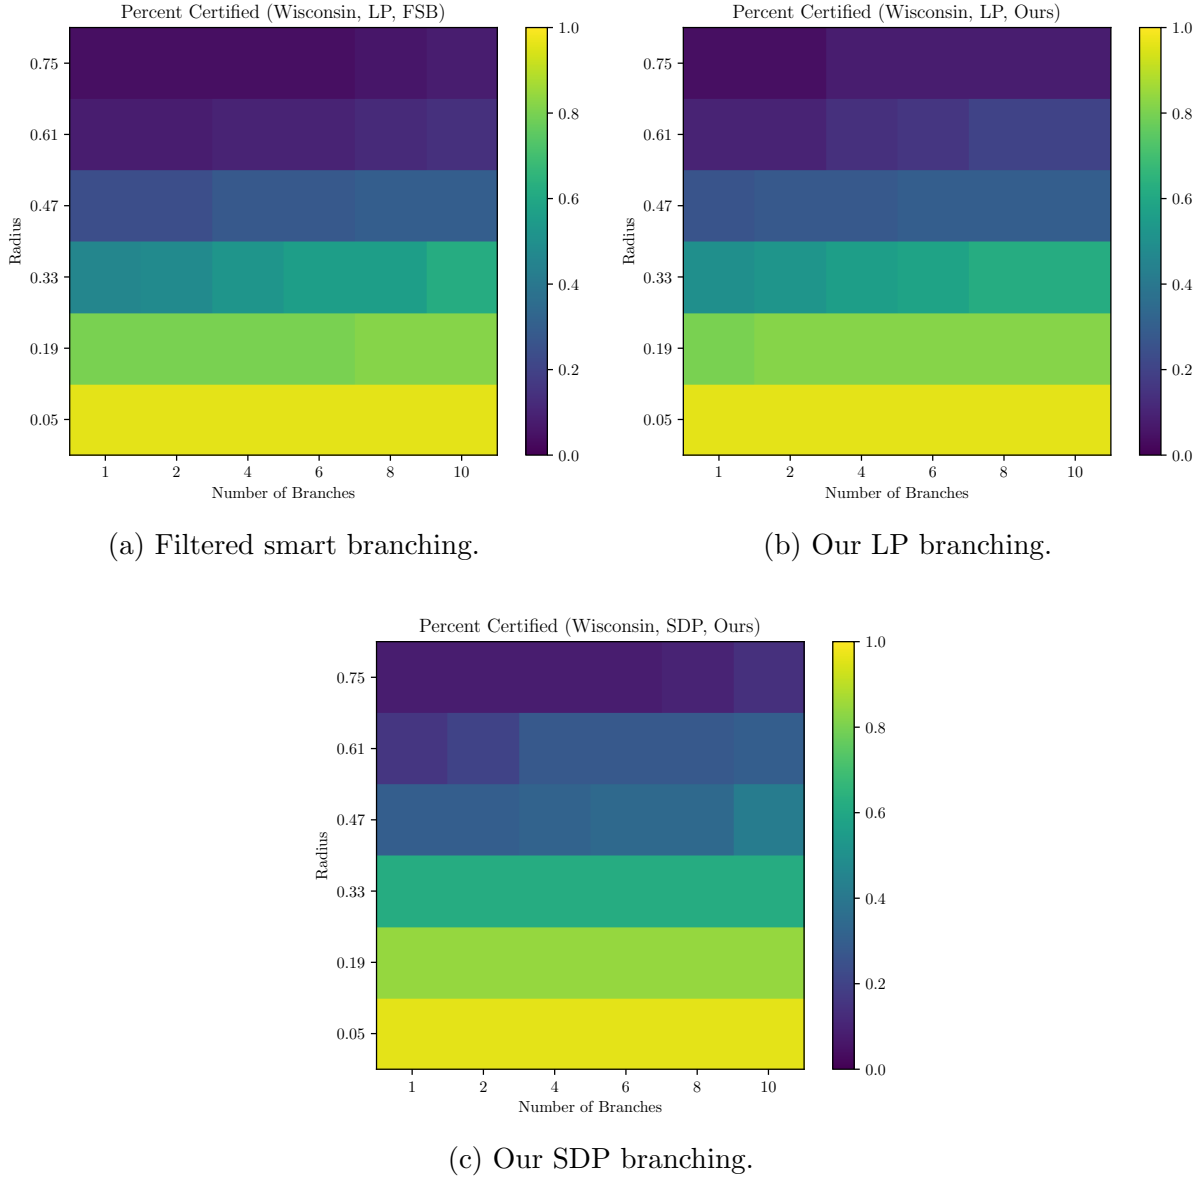 Percent Certified (Wisconsin, LP, FSB)
1.0
0.75
0.8
0.61
0.6
0.47
Radius
0.33
0.4
0.19
0.2
0.05
0.0
1 2 4 6 8 10
Number of Branches
(a) Filtered smart branching.
Percent Certified (Wisconsin, LP, Ours)
1.0
0.75
0.8
0.61
0.6
0.47
Radius
0.33
0.4
0.19
0.2
0.05
0.0
1 2 4 6 8 10
Number of Branches
(b) Our LP branching.
Percent Certified (Wisconsin, SDP, Ours)
1.0
0.75
0.8
0.61
0.6
0.47
Radius
0.33
0.4
0.19
0.2
0.05
0.0
1 2 4 6 8 10
Number of Branches
(c) Our SDP branching.